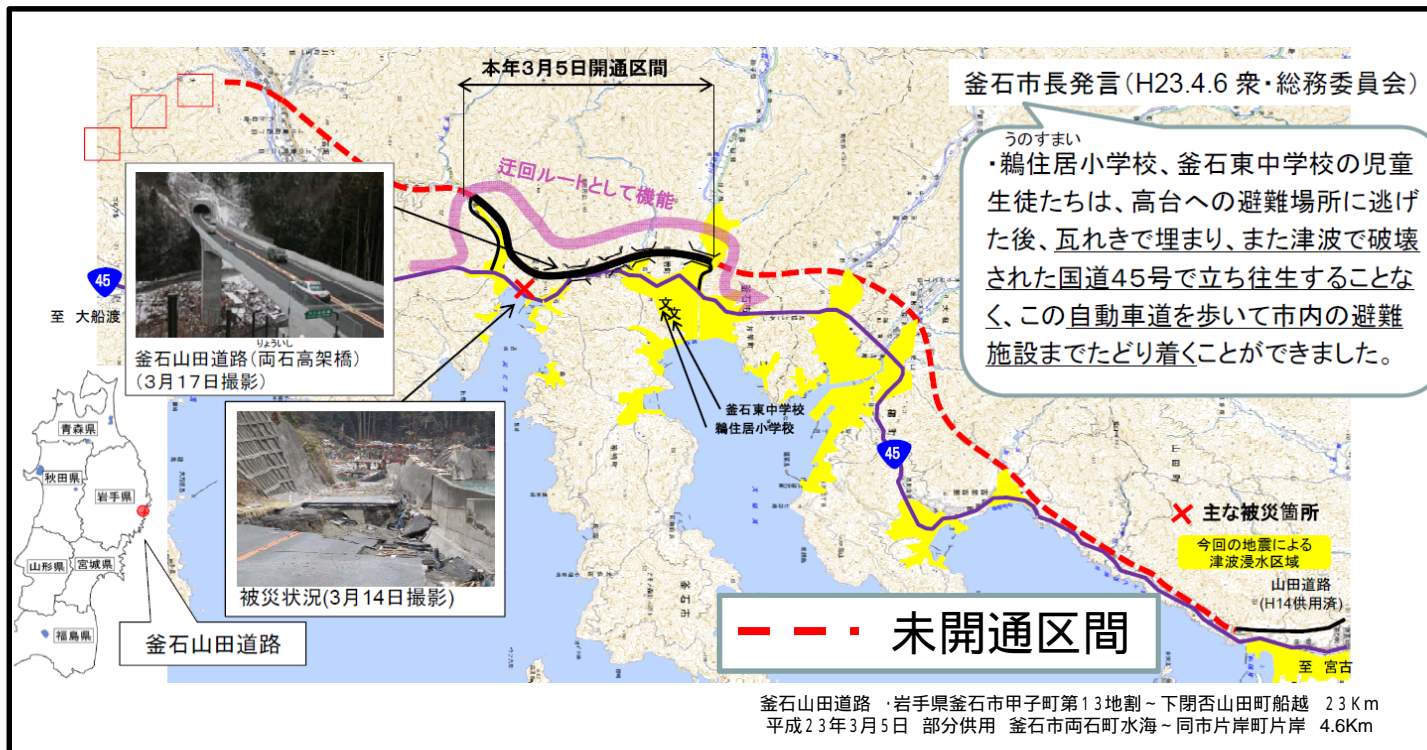 本年3月5日開通区間
釜石市長発言(H23.4.6 衆・総務委員会)
うのすまい
・鵜住居小学校、釜石東中学校の児童
生徒たちは、高台への避難場所に逃げ
た後、瓦れきで埋まり、また津波で破壊
された国道45号で立ち往生することな
く、この自動車道を歩いて市内の避難
施設までたどり着くことができました。
迂回ルートとして機能
45
至 大船渡
りょういし
釜石山田道路(両石高架橋)
(3月17日撮影)
文
文
釜石東中学校
鵜住居小学校
45
被災状況(3月14日撮影)
青森県
秋田県
岩手県
山形県
宮城県
福島県
釜石山田道路
釜石市
主な被災箇所
今回の地震による
津波浸水区域
山田道路
(H14供用済)
未開通区間
至 宮古
釜石山田道路 ・岩手県釜石市甲子町第13地割~下閉否山田町船越 23Km
平成23年3月5日 部分供用 釜石市両石町水海~同市片岸町片岸 4.6Km